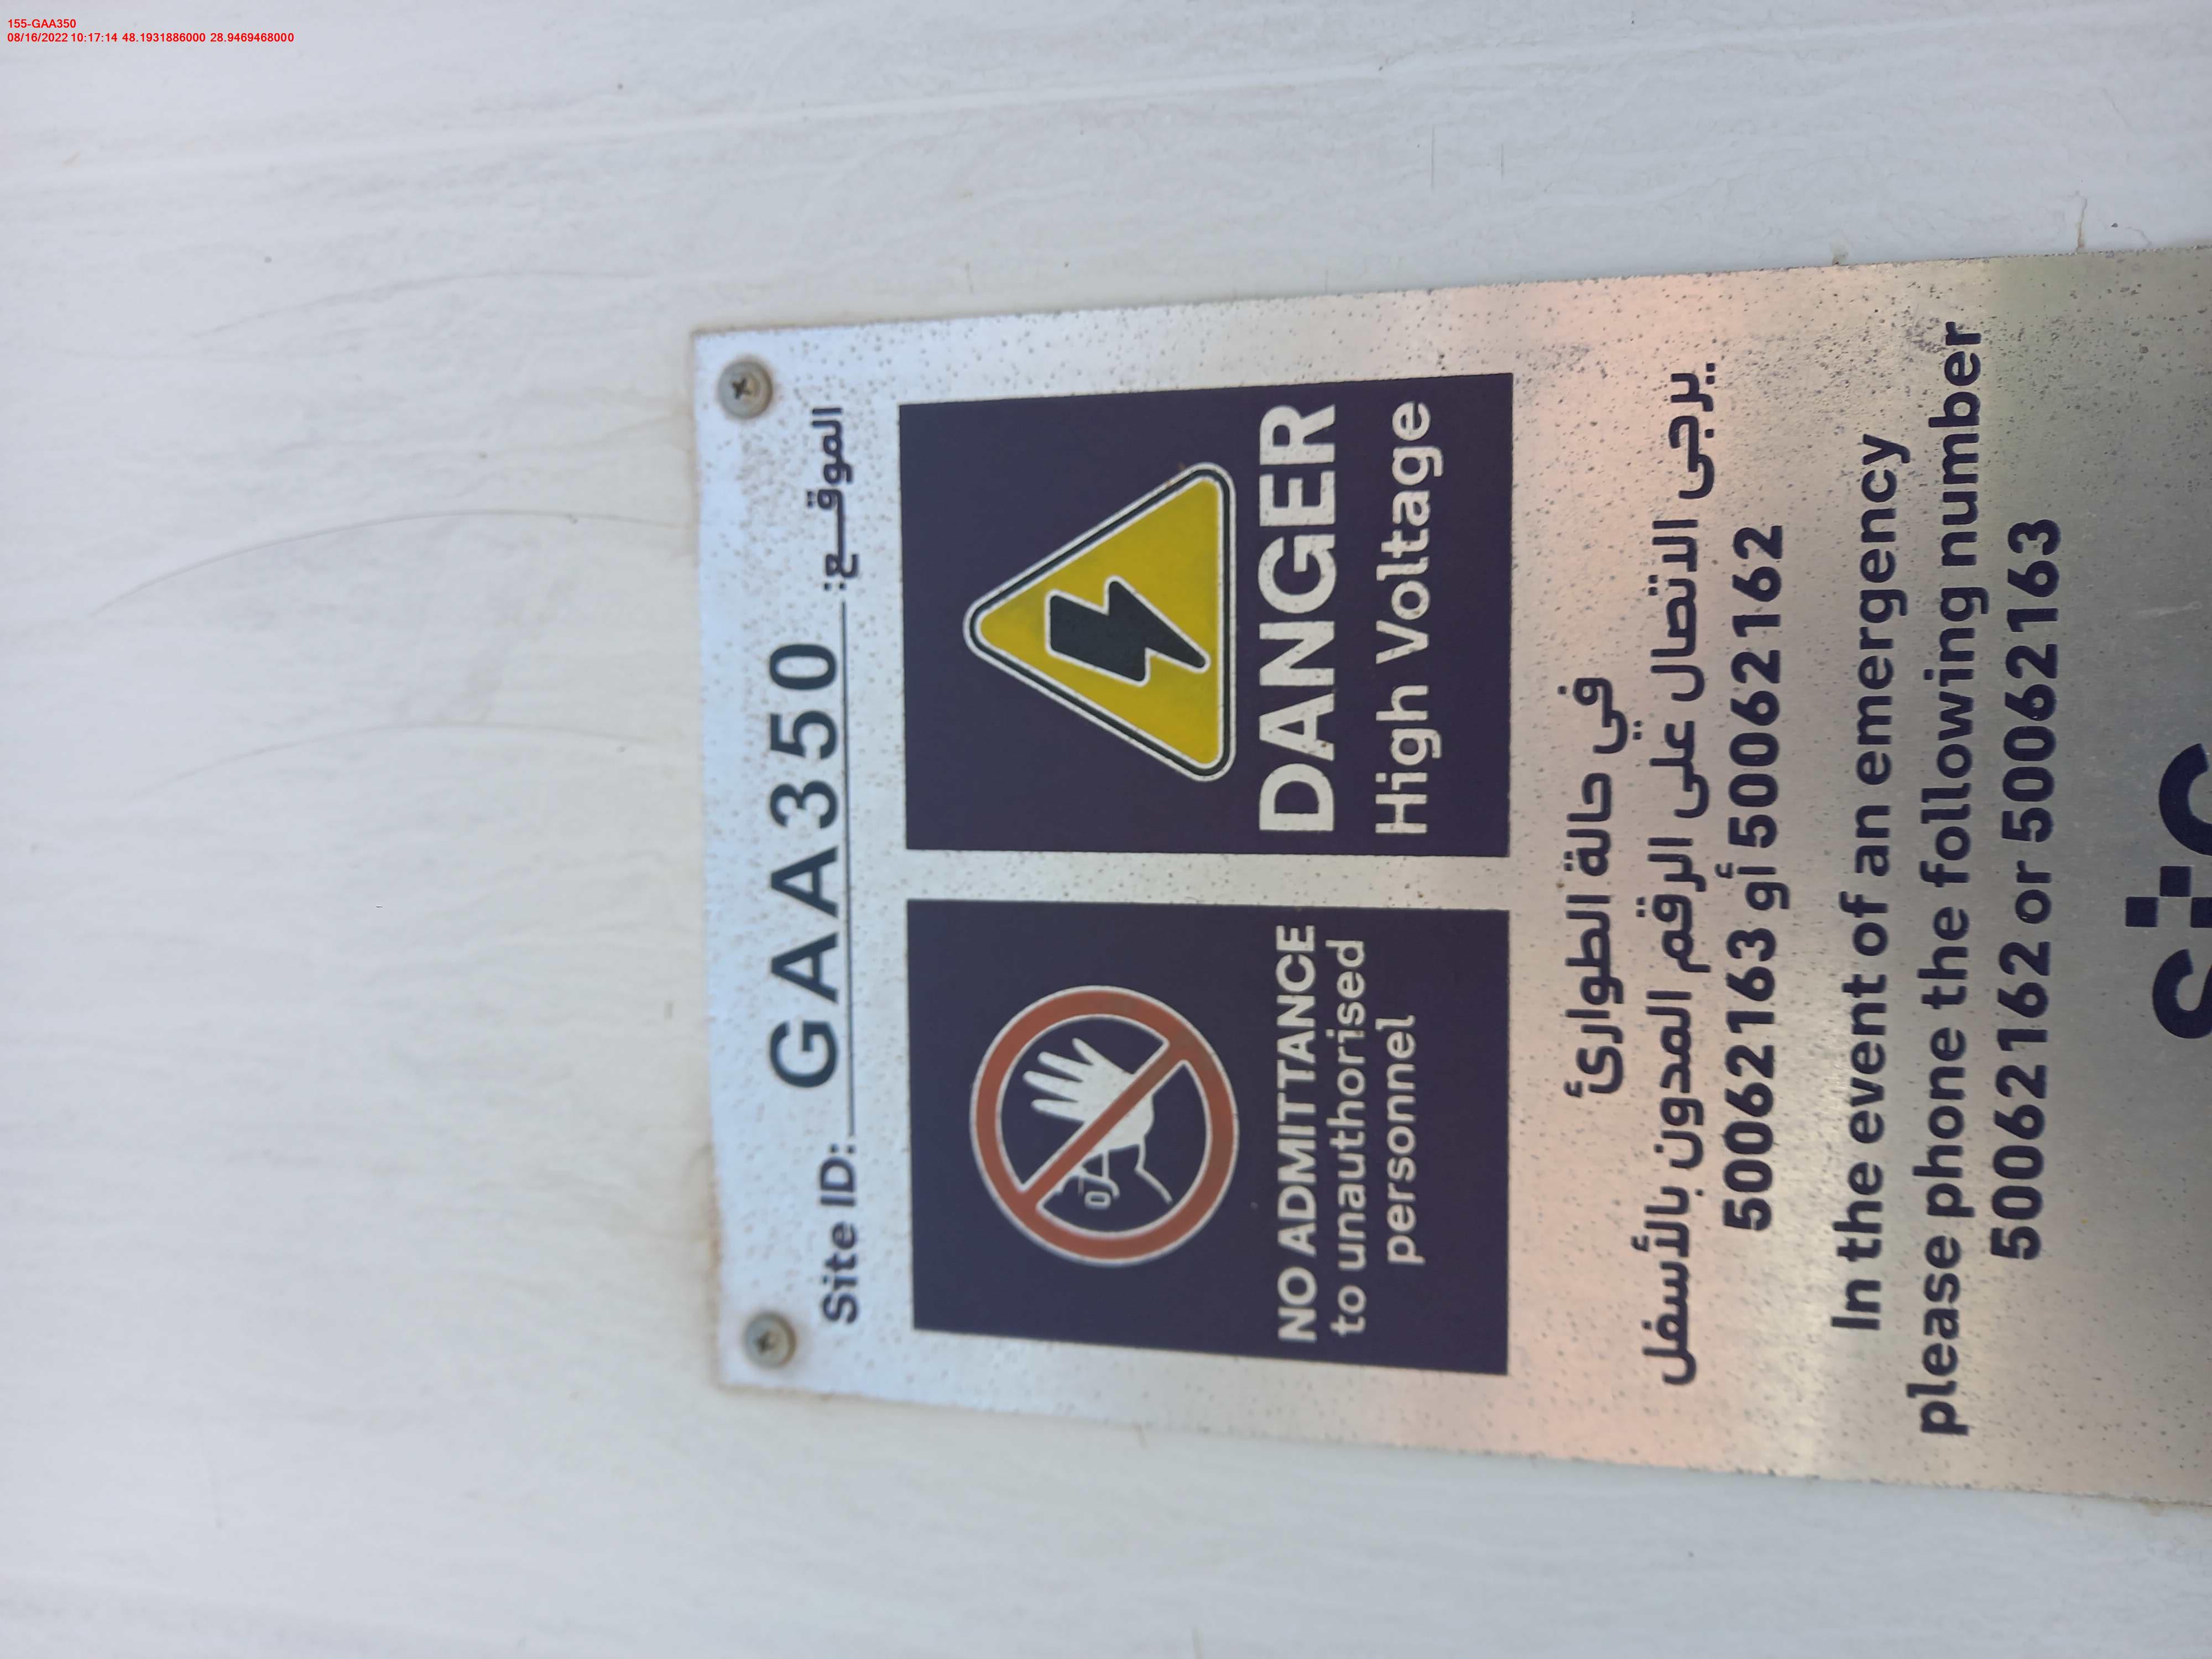 155-GAA350
08/16/2022 10:17:14 48.1931886000 28.9469468000
Site ID: GAA350 الموقع:
NO ADMITTANCE
to unauthorised
personnel
DANGER
High Voltage
في حالة الطوارئ
يرجى الاتصال على الرقم المدون بالأسفل
50062163 أو 50062162
In the event of an emergency
please phone the following number
50062162 or 50062163